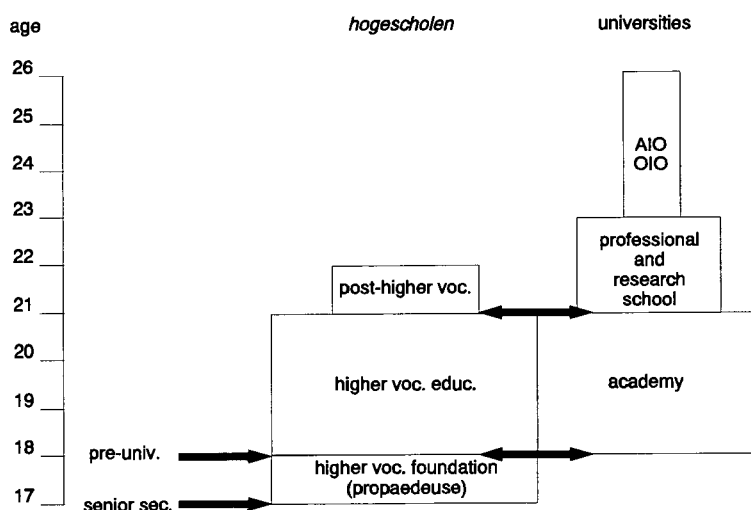 age
hogescholen
universities
26
25
24
AIO
OIO
23
professional
and
research
school
22
post-higher voc.
21
20
higher voc. educ.
academy
19
18
pre-univ.
higher voc. foundation
(propaedeuse)
17
senior sec.